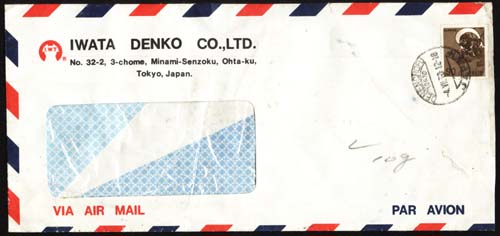 IWATA DENKO CO., LTD.
No. 32-2, 3-chome, Minami-Senzoku, Ohta-ku,
Tokyo, Japan.
10g
VIA AIR MAIL
PAR AVION